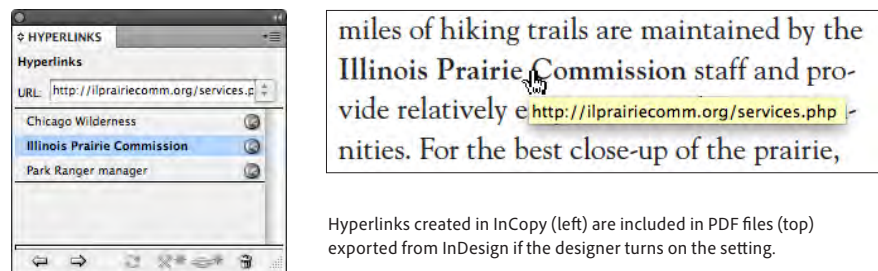 HYPERLINKS
Hyperlinks
URL: http://ilprairiecomm.org/services.p
Chicago Wilderness
Illinois Prairie Commission
Park Ranger manager
miles of hiking trails are maintained by the
Illinois Prairie Commission staff and pro-
vide relatively e
http://ilprairiecomm.org/services.php -
nities. For the best close-up of the prairie,
Hyperlinks created in InCopy (left) are included in PDF files (top)
exported from InDesign if the designer turns on the setting.